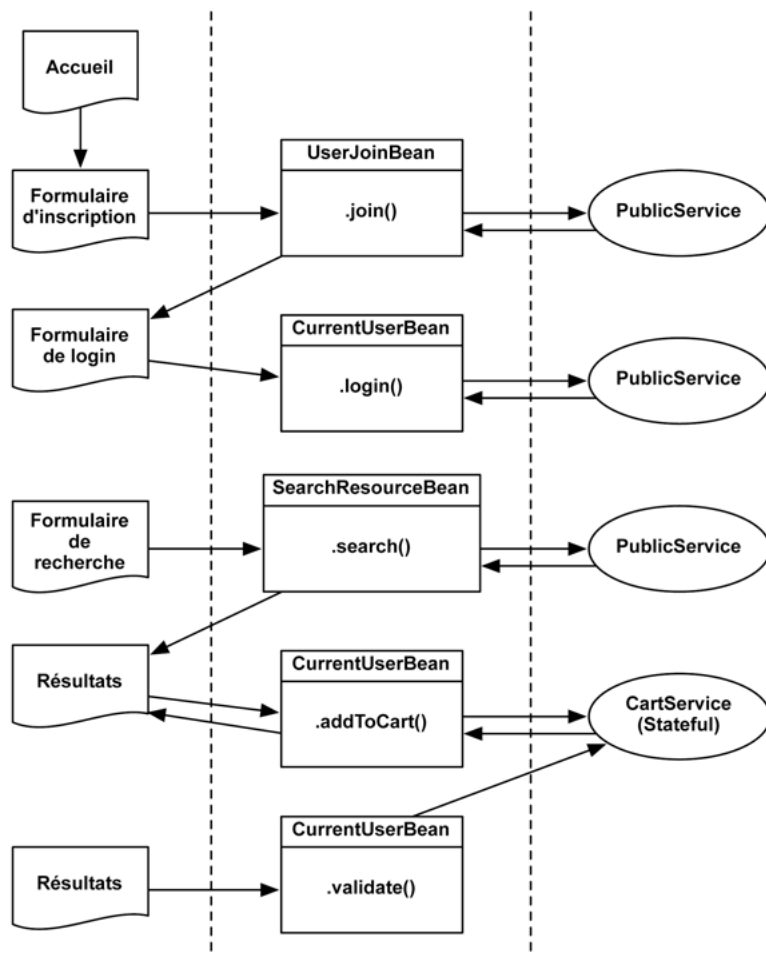 Accueil
UserJoinBean
Formulaire
d'inscription
.join()
PublicService
Formulaire
de login
CurrentUserBean
.login()
PublicService
SearchResourceBean
Formulaire
de
recherche
.search()
PublicService
Résultats
CurrentUserBean
.addToCart()
CartService
(Stateful)
CurrentUserBean
Résultats
.validate()